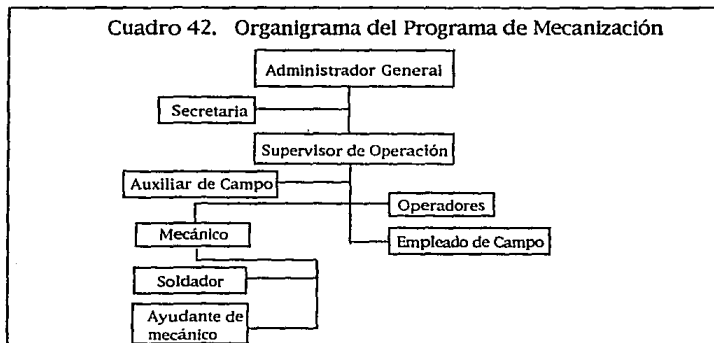 Cuadro 42. Organigrama del Programa de Mecanización
Administrador General
Secretaria
Supervisor de Operación
Auxiliar de Campo
Operadores
Mecánico
Empleado de Campo
Soldador
Ayudante de
mecánico